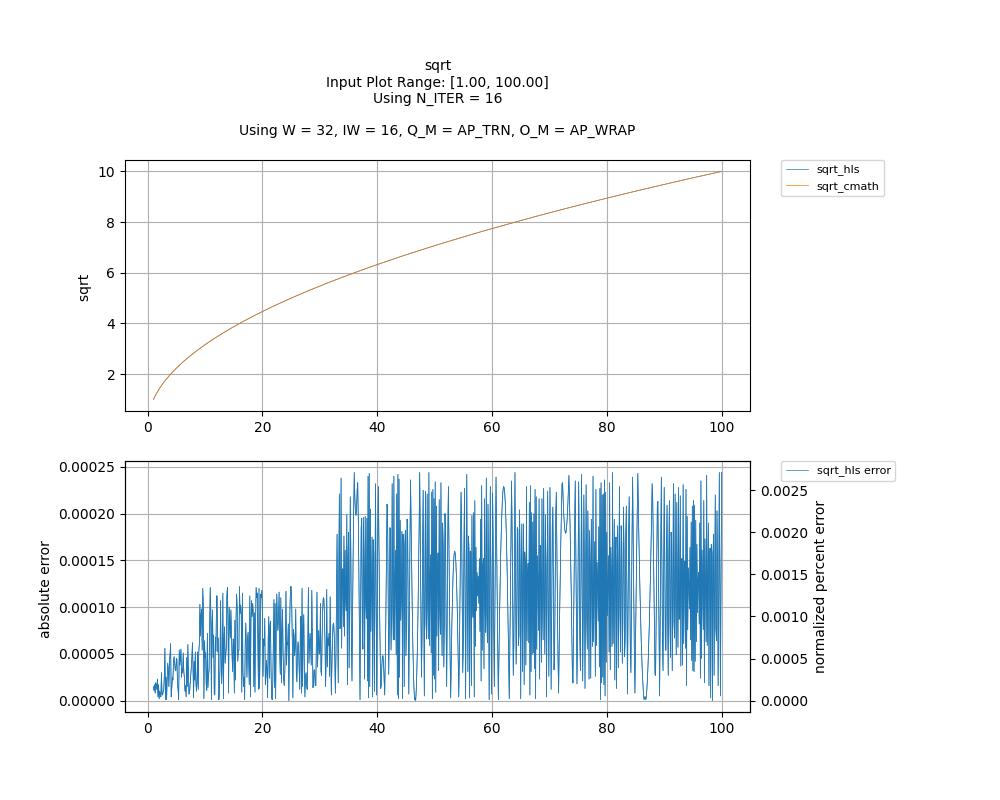 sqrt
Input Plot Range: [1.00, 100.00]
Using N_ITER = 16
Using W = 32, IW = 16, Q_M = AP_TRN, O_M = AP_WRAP
10
8
6
4
2
sqrt
0 20 40 60 80 100
sqrt_hls
sqrt_cmath
0.00025
0.00020
0.00015
0.00010
0.00005
0.00000
absolute error
0 20 40 60 80 100
sqrt_hls error
0.0025
0.0020
0.0015
0.0010
0.0005
0.0000
normalized percent error